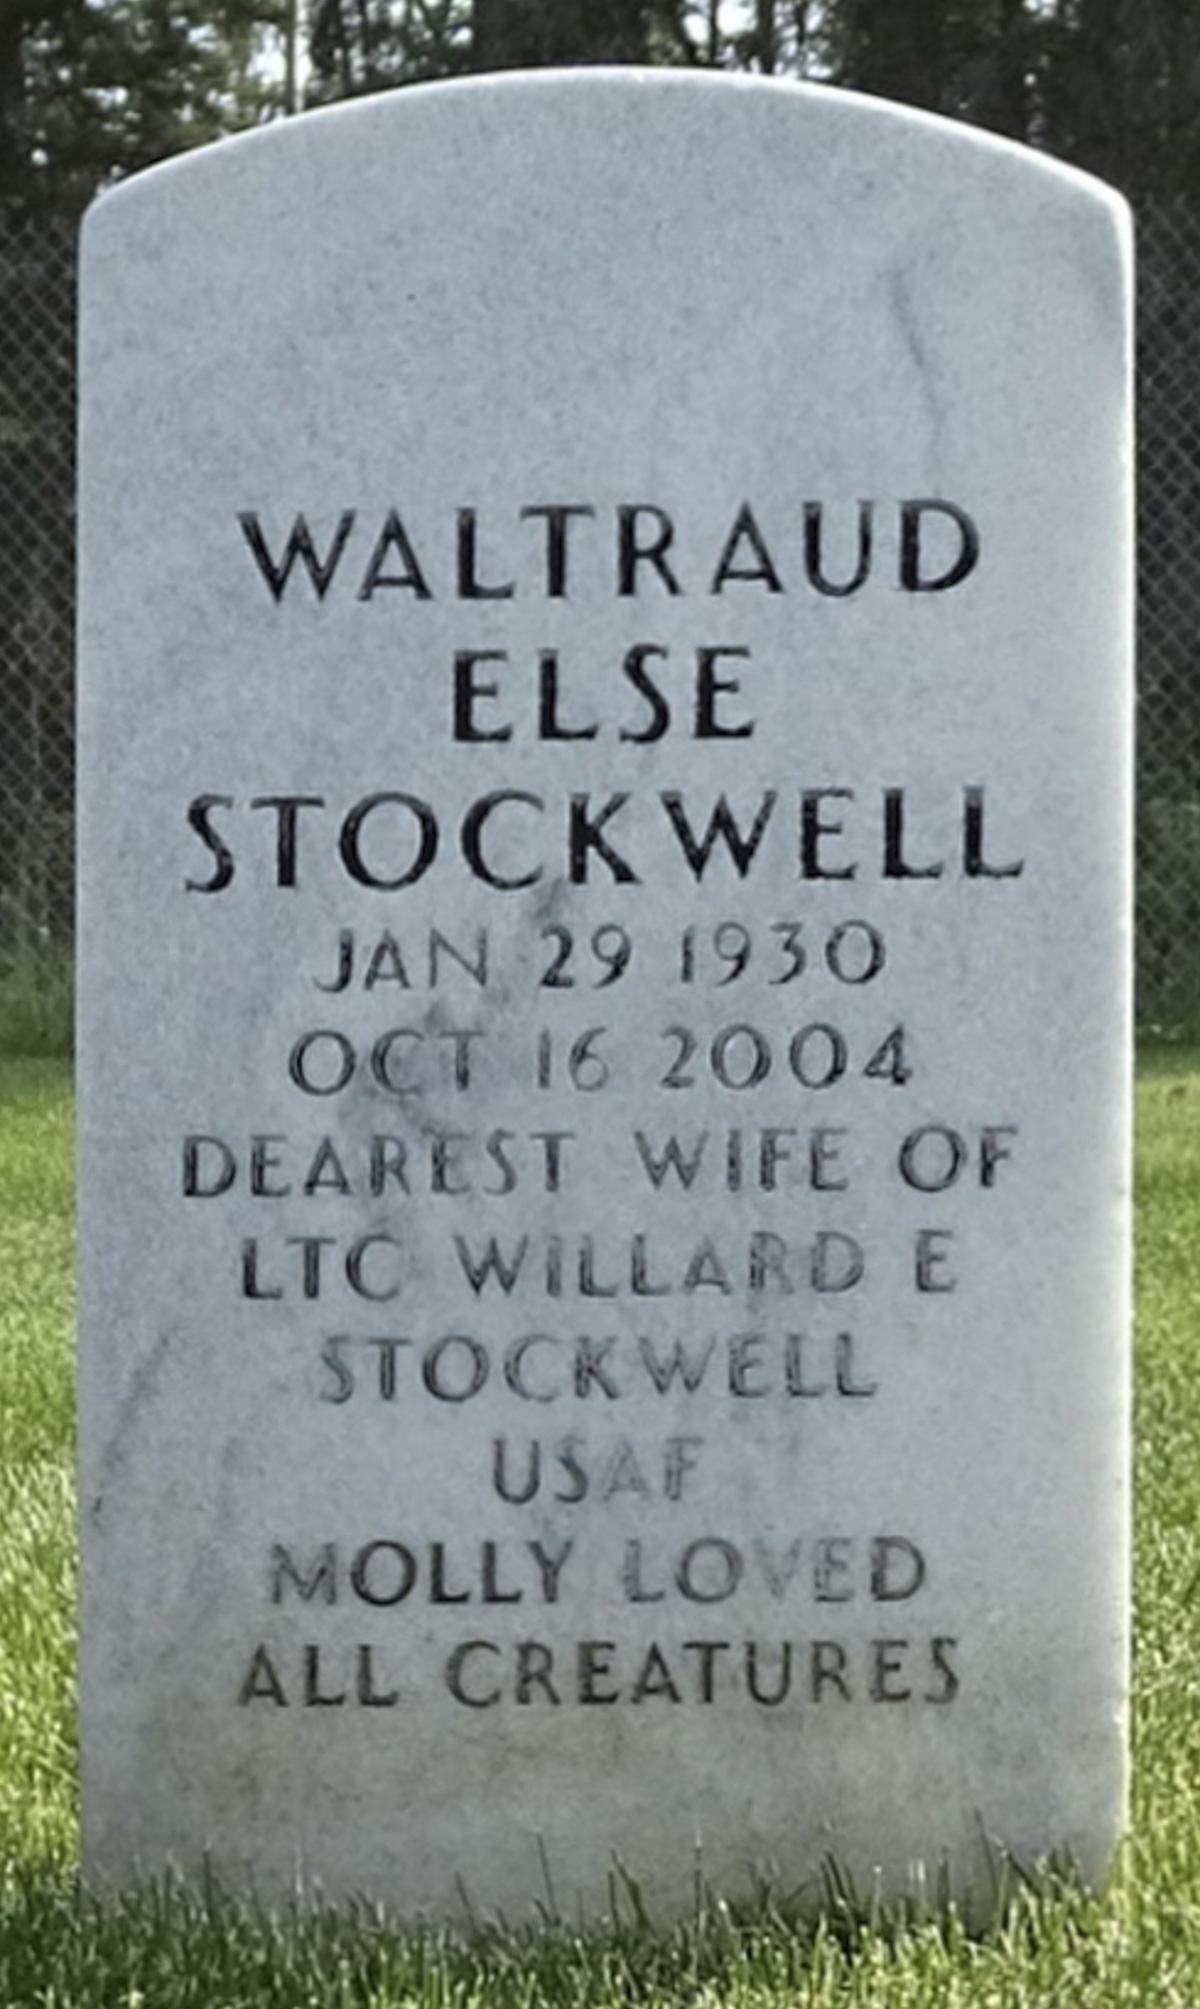 WALTRAUD
ELSE
STOCKWELL
JAN 29 1930
OCT 16 2004
DEAREST WIFE OF
LTC WILLARD E
STOCKWELL
USAF
MOLLY LOVED
ALL CREATURES